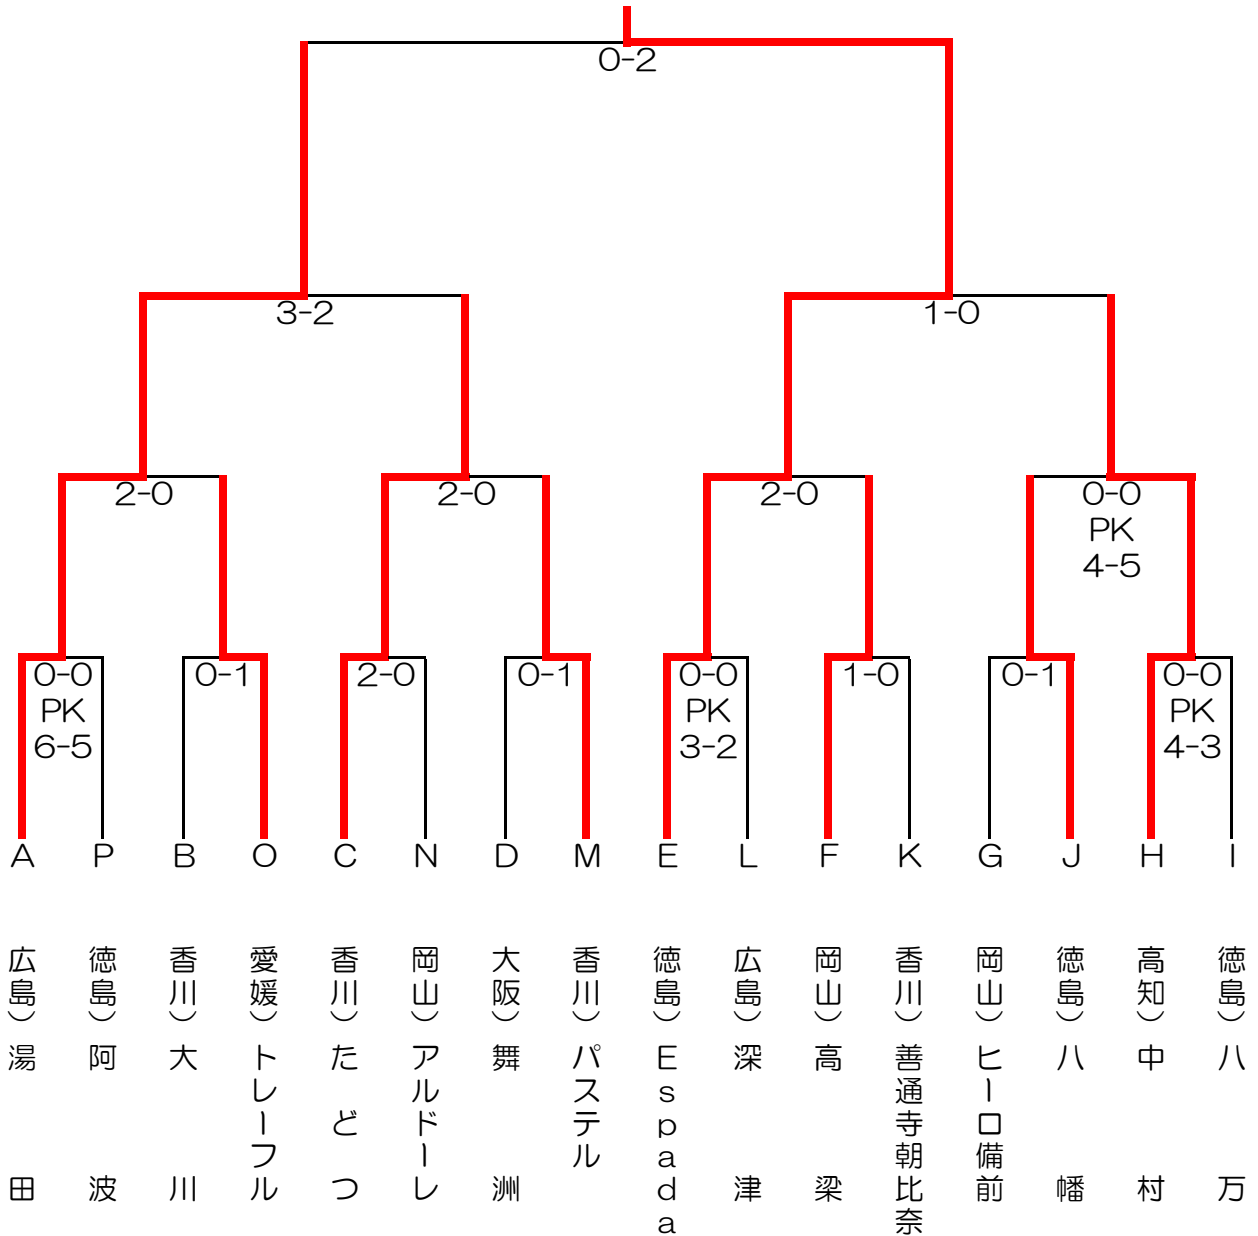 0-2
3-2
1-0
2-0
2-0
2-0
0-0
PK
4-5
0-0
PK
6-5
0-1
2-0
0-1
0-0
PK
3-2
1-0
0-1
0-0
PK
4-3
A P B O C N D M E L F K G J H I
広島）湯田
徳島）阿波
香川）大川
愛媛）トレーフル
香川）たどつ
岡山）アルドーレ
大阪）舞洲
香川）パステル
徳島）Espada
広島）深津
岡山）高梁
香川）善通寺朝比奈
岡山）ヒーロ備前
徳島）八幡
高知）中村
徳島）八万